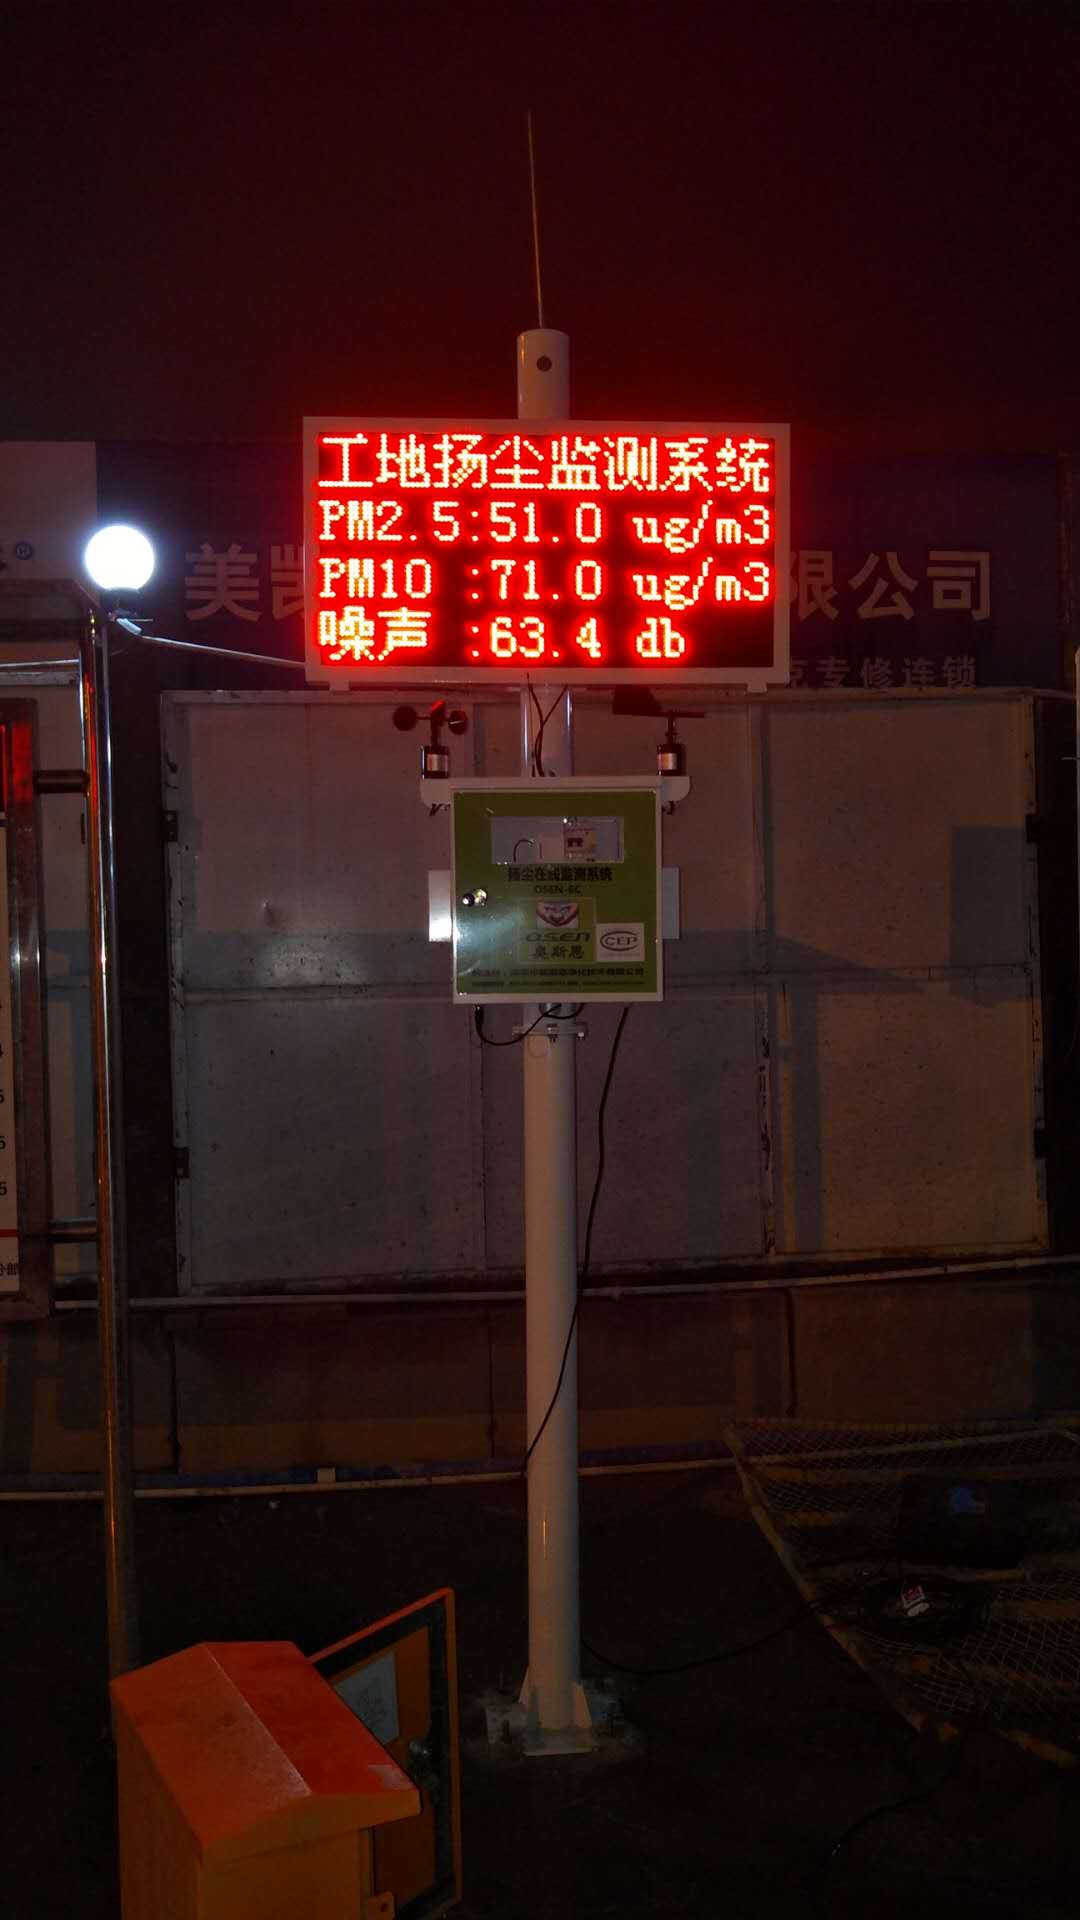 工地扬尘监测系统
PM2.5:51.0 ug/m3
PM10 :71.0 ug/m3
噪声 :63.4 db
美凯
限公司
克专修连锁
扬尘在线监测系统
OSEN-6C
OSEN
奥斯恩
CEP